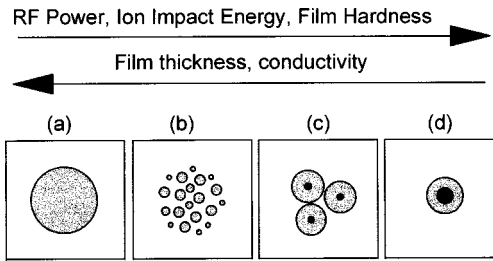 RF Power, Ion Impact Energy, Film Hardness
Film thickness, conductivity
(a) (b) (c) (d)